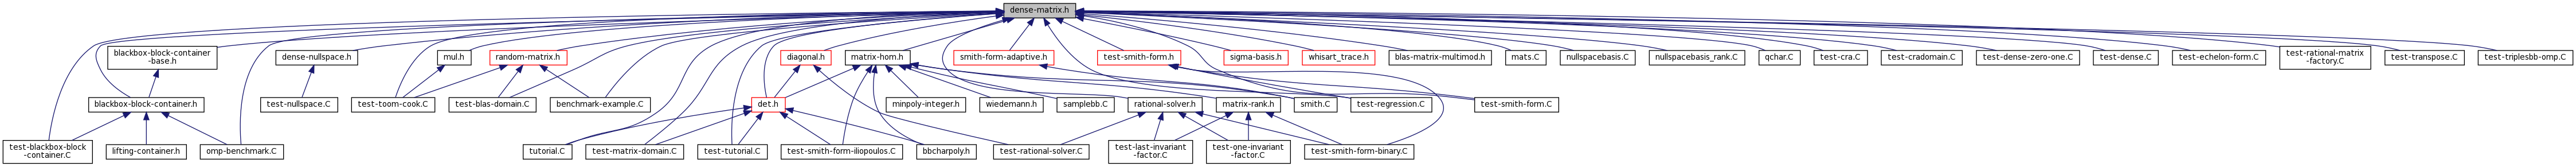 dense-matrix.h
blackbox-block-container
-base.h
dense-nullspace.h
mul.h
random-matrix.h
diagonal.h
matrix-hom.h
smith-form-adaptive.h
test-smith-form.h
sigma-basis.h
whisart_trace.h
blas-matrix-multimod.h
mats.C
nullspacebasis.C
nullspacebasis_rank.C
qchar.C
test-cra.C
test-cradomain.C
test-dense-zero-one.C
test-dense.C
test-echelon-form.C
test-rational-matrix
-factory.C
test-transpose.C
test-triplesbb-omp.C
blackbox-block-container.h
test-nullspace.C
test-toom-cook.C
test-blas-domain.C
benchmark-example.C
det.h
minpoly-integer.h
wiedemann.h
samplebb.C
rational-solver.h
matrix-rank.h
smith.C
test-regression.C
test-smith-form.C
test-blackbox-block
-container.C
lifting-container.h
omp-benchmark.C
tutorial.C
test-matrix-domain.C
test-tutorial.C
test-smith-form-iliopoulos.C
bbcharpoly.h
test-rational-solver.C
test-last-invariant
-factor.C
test-one-invariant
-factor.C
test-smith-form-binary.C